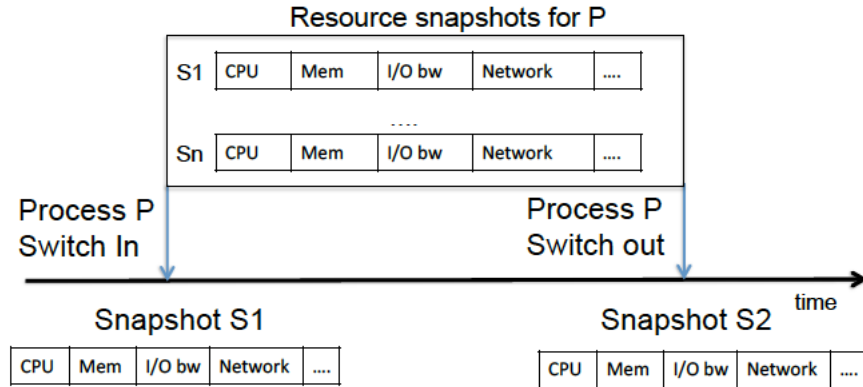 Resource snapshots for P
S1 CPU Mem I/O bw Network ....
....
Sn CPU Mem I/O bw Network ....
Process P
Switch In
Process P
Switch out
time
Snapshot S1
Snapshot S2
CPU Mem I/O bw Network ....
CPU Mem I/O bw Network ....